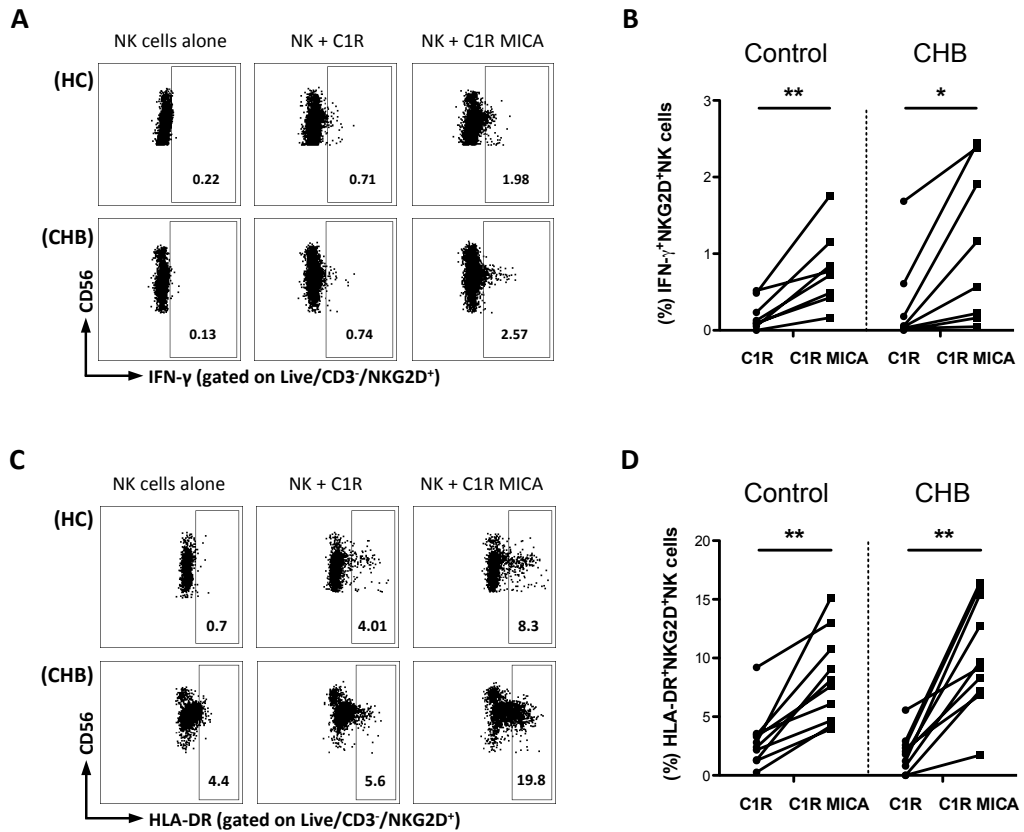 A
NK cells alone
NK + C1R
NK + C1R MICA
(HC)
0.22
0.71
1.98
(CHB)
0.13
0.74
2.57
CD56
IFN-γ (gated on Live/CD3-/NKG2D+)
B
Control
CHB
**
*
(%) IFN-γ+NKG2D+NK cells
3
2
1
0
C1R
C1R MICA
C1R
C1R MICA
C
NK cells alone
NK + C1R
NK + C1R MICA
(HC)
0.7
4.01
8.3
(CHB)
4.4
5.6
19.8
CD56
HLA-DR (gated on Live/CD3-/NKG2D+)
D
Control
CHB
**
**
(%) HLA-DR+NKG2D+NK cells
20
15
10
5
0
C1R
C1R MICA
C1R
C1R MICA